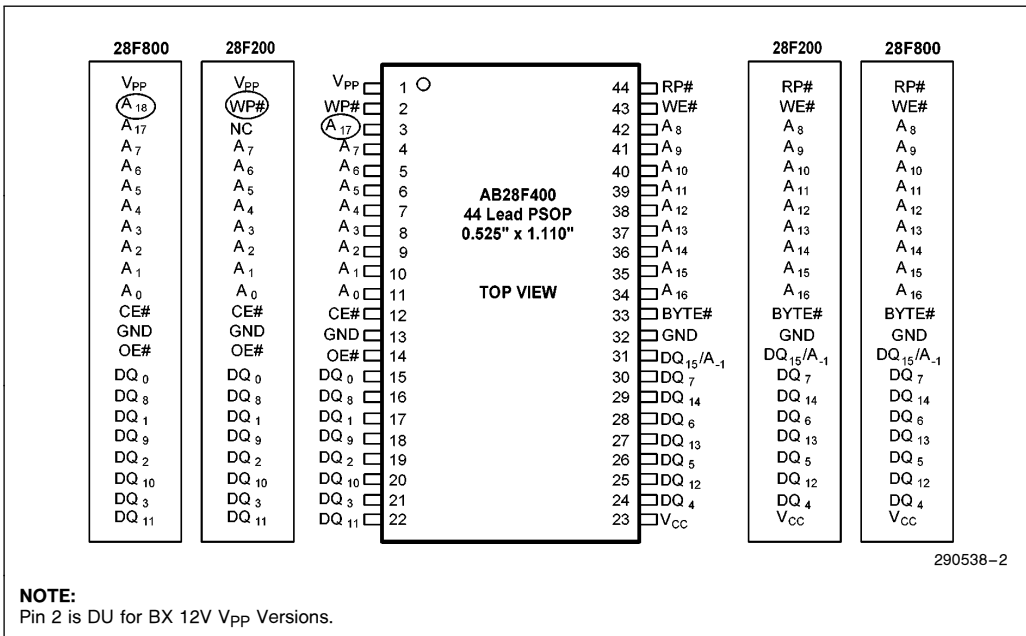 28F800 28F200 28F200 28F800
VPP VPP VPP 1 44 RP# RP# RP#
A18 WP# WP# 2 43 WE# WE# WE#
A17 NC A17 3 42 A8 A8 A8
A7 A7 A7 4 41 A9 A9 A9
A6 A6 A6 5 40 A10 A10 A10
A5 A5 A5 6 39 A11 A11 A11
A4 A4 A4 7 38 A12 A12 A12
A3 A3 A3 8 37 A13 A13 A13
A2 A2 A2 9 36 A14 A14 A14
A1 A1 A1 10 35 A15 A15 A15
A0 A0 A0 11 34 A16 A16 A16
CE# CE# CE# 12 33 BYTE# BYTE# BYTE#
GND GND GND 13 32 GND GND GND
OE# OE# OE# 14 31 DQ15/A-1 DQ15/A-1 DQ15/A-1
DQ0 DQ0 DQ0 15 30 DQ7 DQ7 DQ7
DQ8 DQ8 DQ8 16 29 DQ14 DQ14 DQ14
DQ1 DQ1 DQ1 17 28 DQ6 DQ6 DQ6
DQ9 DQ9 DQ9 18 27 DQ13 DQ13 DQ13
DQ2 DQ2 DQ2 19 26 DQ5 DQ5 DQ5
DQ10 DQ10 DQ10 20 25 DQ12 DQ12 DQ12
DQ3 DQ3 DQ3 21 24 DQ4 DQ4 DQ4
DQ11 DQ11 DQ11 22 23 VCC VCC VCC
AB28F400
44 Lead PSOP
0.525" x 1.110"
TOP VIEW
290538-2
NOTE:
Pin 2 is DU for BX 12V VPP Versions.